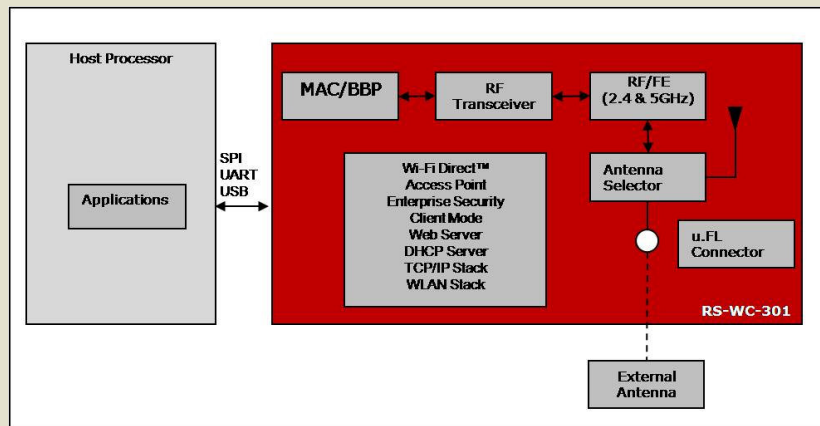 Host Processor
Applications
SPI
UART
USB
MAC/BBP
RF
Transceiver
RF/FE
(2.4 & 5GHz)
Antenna
Selector
Wi-Fi Direct™
Access Point
Enterprise Security
Client Mode
Web Server
DHCP Server
TCP/IP Stack
WLAN Stack
u.FL
Connector
RS-WC-301
External
Antenna